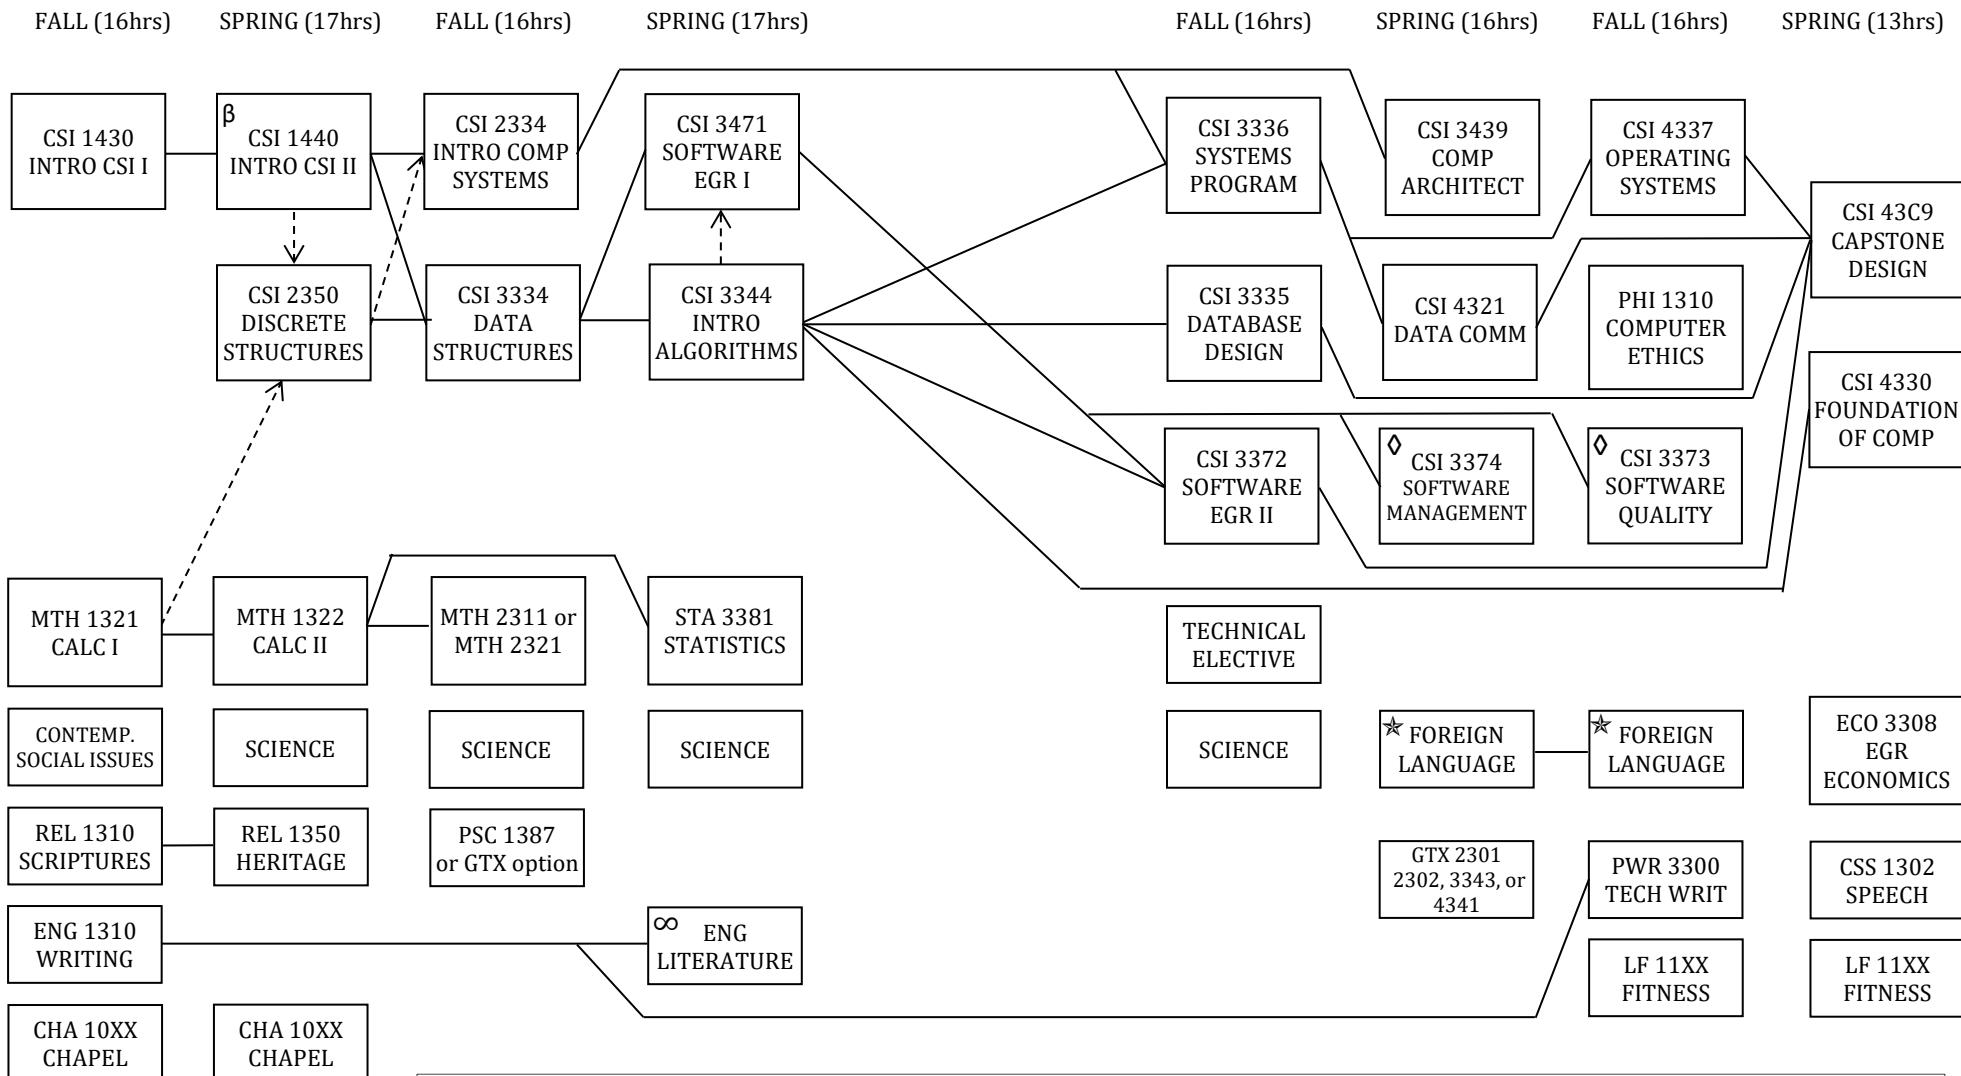 FALL (16hrs)
SPRING (17hrs)
FALL (16hrs)
SPRING (17hrs)
FALL (16hrs)
SPRING (16hrs)
FALL (16hrs)
SPRING (13hrs)
CSI 1430
INTRO CSI I
β
CSI 1440
INTRO CSI II
CSI 2334
INTRO COMP
SYSTEMS
CSI 3471
SOFTWARE
EGR I
CSI 3336
SYSTEMS
PROGRAM
CSI 3439
COMP
ARCHITECT
CSI 4337
OPERATING
SYSTEMS
CSI 43C9
CAPSTONE
DESIGN
CSI 2350
DISCRETE
STRUCTURES
CSI 3334
DATA
STRUCTURES
CSI 3344
INTRO
ALGORITHMS
CSI 3335
DATABASE
DESIGN
CSI 4321
DATA COMM
PHI 1310
COMPUTER
ETHICS
CSI 4330
FOUNDATION
OF COMP
CSI 3372
SOFTWARE
EGR II
◊
CSI 3374
SOFTWARE
MANAGEMENT
◊
CSI 3373
SOFTWARE
QUALITY
MTH 1321
CALC I
MTH 1322
CALC II
MTH 2311 or
MTH 2321
STA 3381
STATISTICS
TECHNICAL
ELECTIVE
CONTEMP.
SOCIAL ISSUES
SCIENCE
SCIENCE
SCIENCE
SCIENCE
✯ FOREIGN
LANGUAGE
✯ FOREIGN
LANGUAGE
ECO 3308
EGR
ECONOMICS
REL 1310
SCRIPTURES
REL 1350
HERITAGE
PSC 1387
or GTX option
GTX 2301
2302, 3343, or
4341
PWR 3300
TECH WRIT
CSS 1302
SPEECH
ENG 1310
WRITING
∞ ENG
LITERATURE
LF 11XX
FITNESS
LF 11XX
FITNESS
CHA 10XX
CHAPEL
CHA 10XX
CHAPEL